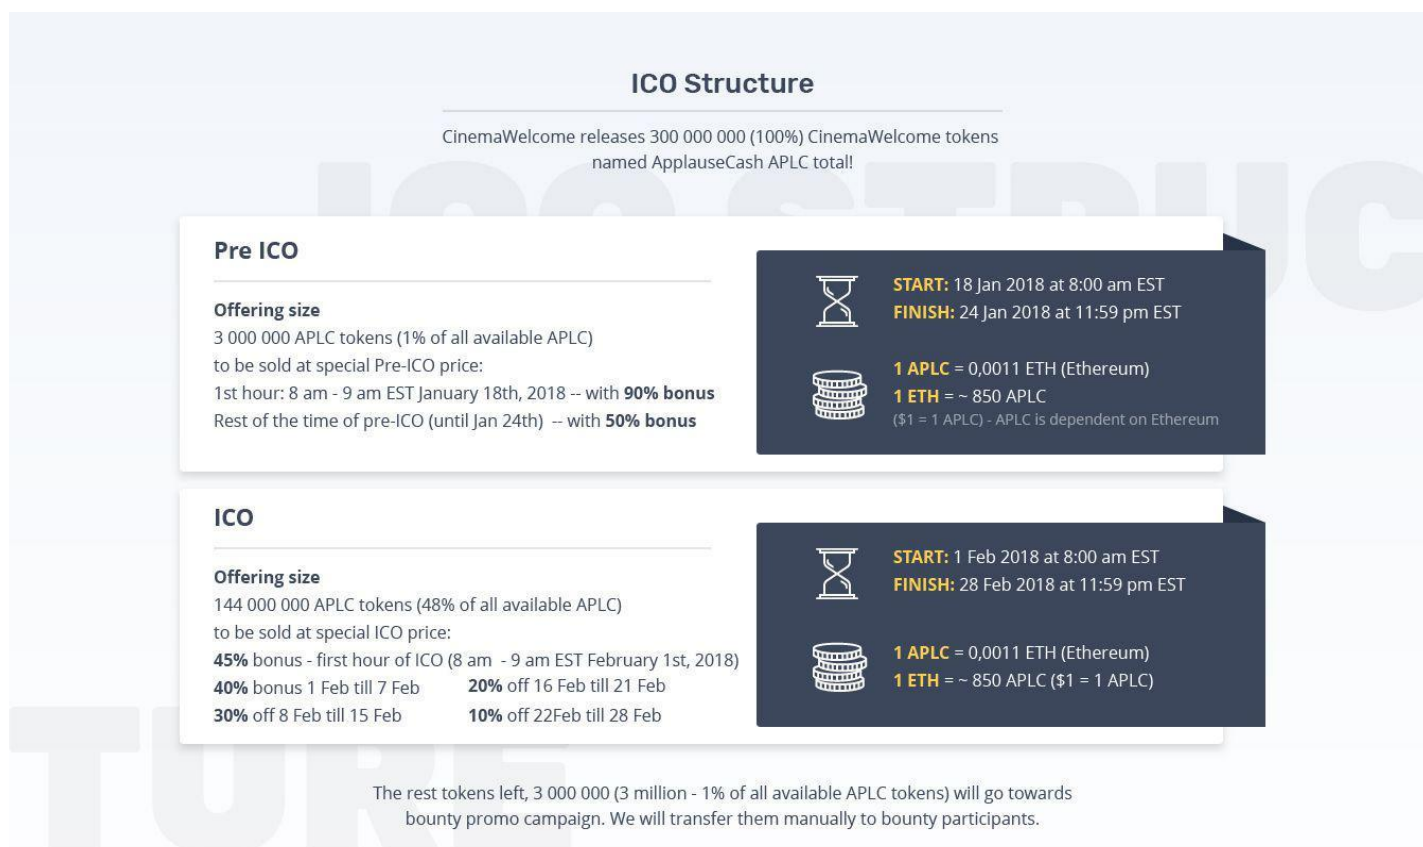 ICO Structure
CinemaWelcome releases 300 000 000 (100%) CinemaWelcome tokens
named ApplauseCash APLC total!
Pre ICO
Offering size
3 000 000 APLC tokens (1% of all available APLC)
to be sold at special Pre-ICO price:
1st hour: 8 am - 9 am EST January 18th, 2018 -- with 90% bonus
Rest of the time of pre-ICO (until Jan 24th) -- with 50% bonus
START: 18 Jan 2018 at 8:00 am EST
FINISH: 24 Jan 2018 at 11:59 pm EST
1 APLC = 0,0011 ETH (Ethereum)
1 ETH = ~ 850 APLC
($1 = 1 APLC) - APLC is dependent on Ethereum
ICO
Offering size
144 000 000 APLC tokens (48% of all available APLC)
to be sold at special ICO price:
45% bonus - first hour of ICO (8 am - 9 am EST February 1st, 2018)
40% bonus 1 Feb till 7 Feb
30% off 8 Feb till 15 Feb
20% off 16 Feb till 21 Feb
10% off 22Feb till 28 Feb
START: 1 Feb 2018 at 8:00 am EST
FINISH: 28 Feb 2018 at 11:59 pm EST
1 APLC = 0,0011 ETH (Ethereum)
1 ETH = ~ 850 APLC ($1 = 1 APLC)
The rest tokens left, 3 000 000 (3 million - 1% of all available APLC tokens) will go towards
bounty promo campaign. We will transfer them manually to bounty participants.
ICO STRUC
TURE